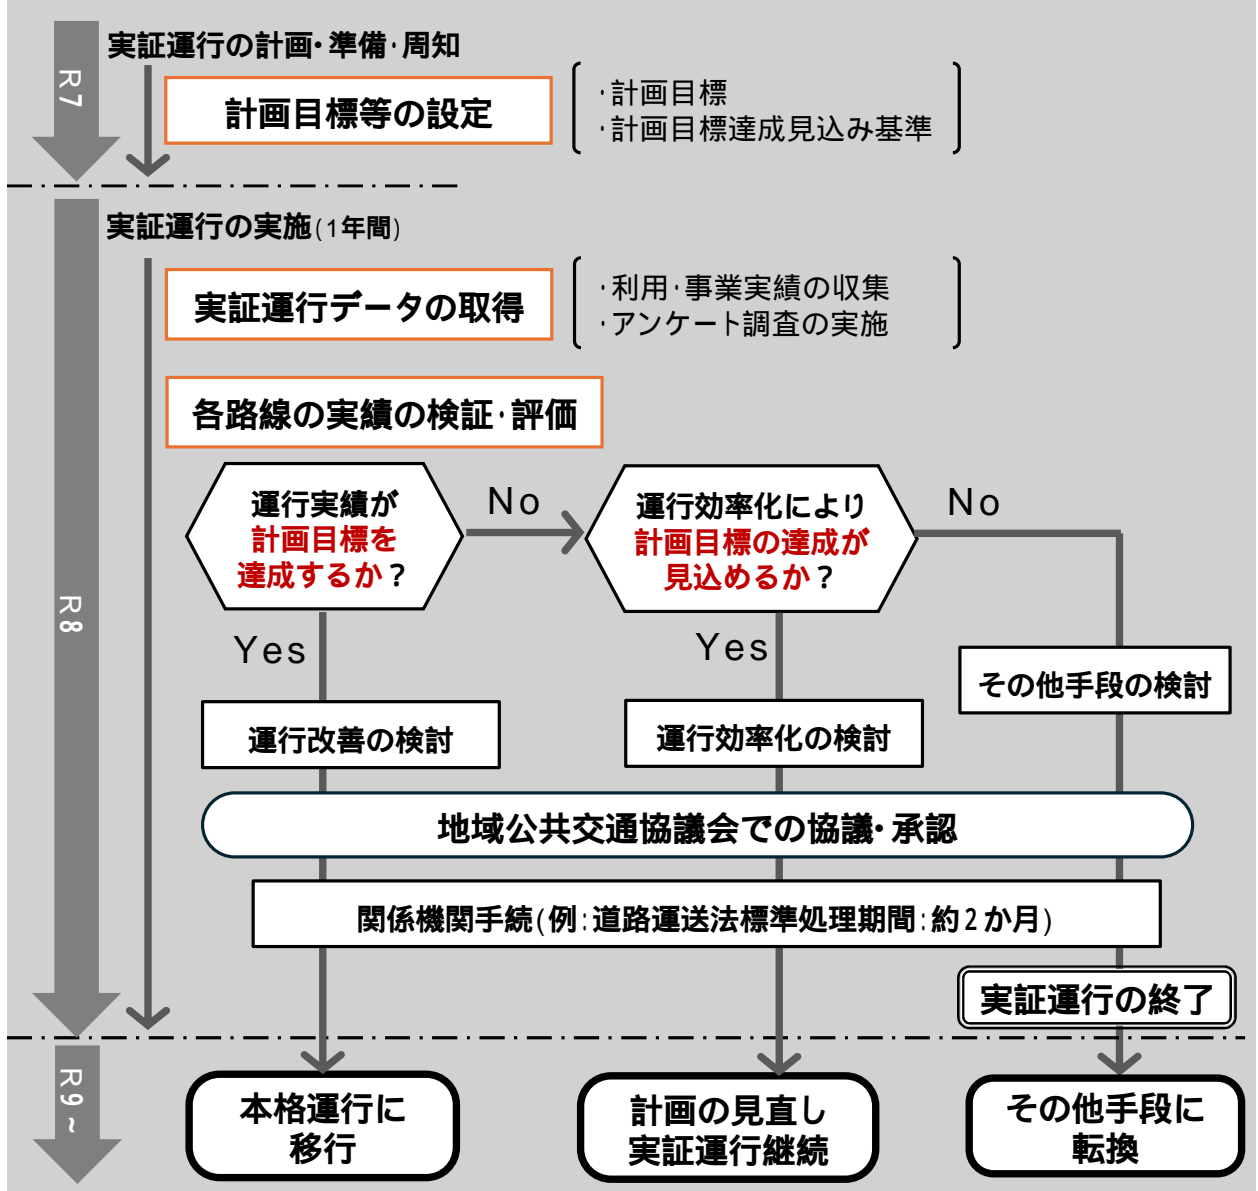 R7
実証運行の計画・準備・周知
計画目標等の設定
・計画目標
・計画目標達成見込み基準
R8
実証運行の実施(1年間)
実証運行データの取得
・利用・事業実績の収集
・アンケート調査の実施
各路線の実績の検証・評価
運行実績が
計画目標を
達成するか?
No
運行効率化により
計画目標の達成が
見込めるか?
No
Yes
Yes
その他手段の検討
運行改善の検討
運行効率化の検討
地域公共交通協議会での協議・承認
関係機関手続(例:道路運送法標準処理期間:約2か月)
実証運行の終了
R9~
本格運行に
移行
計画の見直し
実証運行継続
その他手段に
転換